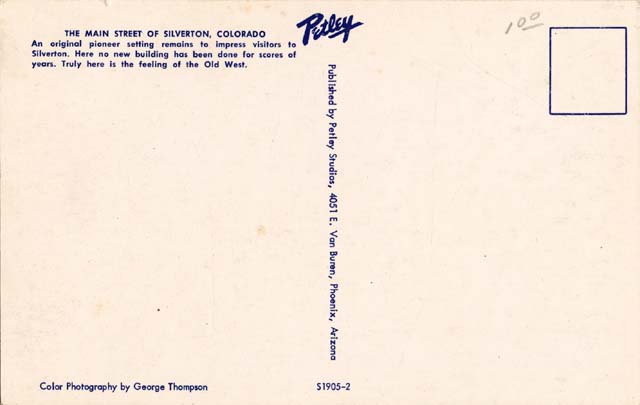 THE MAIN STREET OF SILVERTON, COLORADO
An original pioneer setting remains to impress visitors to
Silverton. Here no new building has been done for scores of
years. Truly here is the feeling of the Old West.
Petley
1⁰⁰
Published by Petley Studios, 4051 E. Van Buren, Phoenix, Arizona
Color Photography by George Thompson
S1905-2